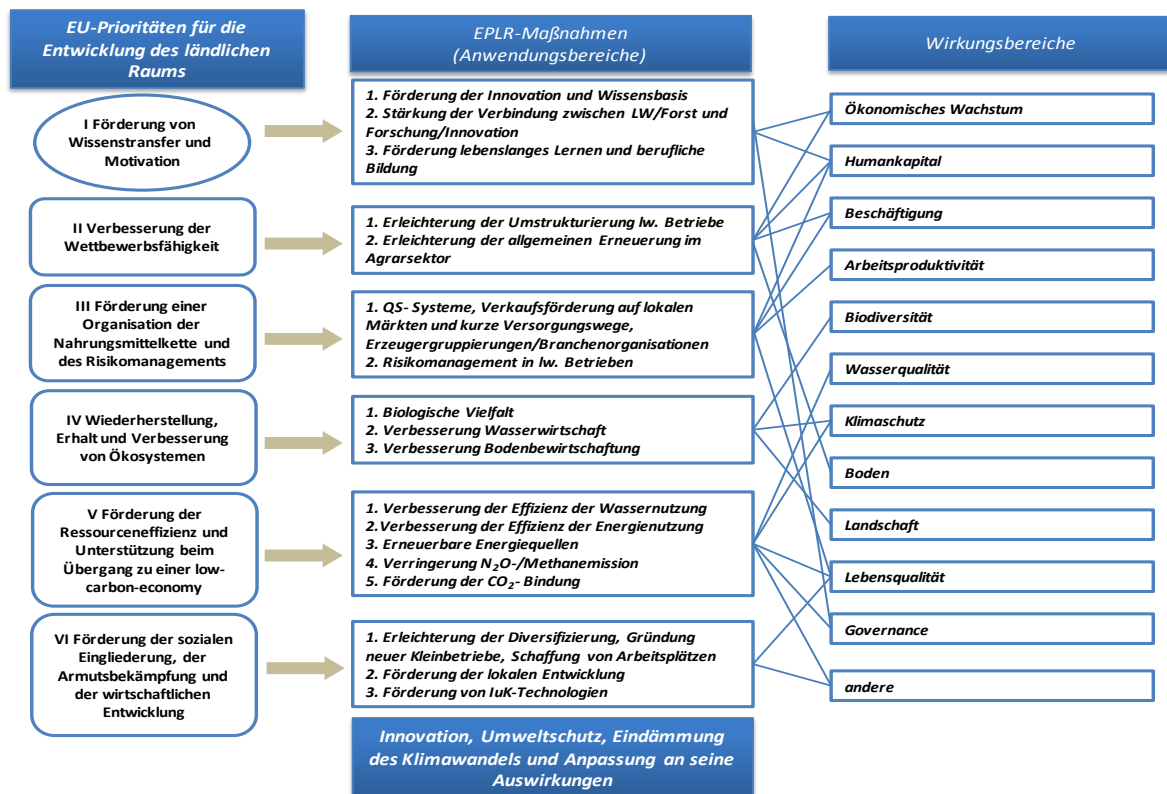 EU-Prioritäten für die
Entwicklung des ländlichen
Raums
I Förderung von
Wissenstransfer und
Motivation
II Verbesserung der
Wettbewerbsfähigkeit
III Förderung einer
Organisation der
Nahrungsmittelkette und
des Risikomanagements
IV Wiederherstellung,
Erhalt und Verbesserung
von Ökosystemen
V Förderung der
Ressourceneffizienz und
Unterstützung beim
Übergang zu einer low-
carbon-economy
VI Förderung der sozialen
Eingliederung, der
Armutsbekämpfung und
der wirtschaftlichen
Entwicklung
EPLR-Maßnahmen
(Anwendungsbereiche)
1. Förderung der Innovation und Wissensbasis
2. Stärkung der Verbindung zwischen LW/Forst und
Forschung/Innovation
3. Förderung lebenslanges Lernen und berufliche
Bildung
1. Erleichterung der Umstrukturierung lw. Betriebe
2. Erleichterung der allgemeinen Erneuerung im
Agrarsektor
1. QS- Systeme, Verkaufsförderung auf lokalen
Märkten und kurze Versorgungswege,
Erzeugergruppierungen/Branchenorganisationen
2. Risikomanagement in lw. Betrieben
1. Biologische Vielfalt
2. Verbesserung Wasserwirtschaft
3. Verbesserung Bodenbewirtschaftung
1. Verbesserung der Effizienz der Wassernutzung
2.Verbesserung der Effizienz der Energienutzung
3. Erneuerbare Energiequellen
4. Verringerung N₂O-/Methanemission
5. Förderung der CO₂- Bindung
1. Erleichterung der Diversifizierung, Gründung
neuer Kleinbetriebe, Schaffung von Arbeitsplätzen
2. Förderung der lokalen Entwicklung
3. Förderung von IuK-Technologien
Innovation, Umweltschutz, Eindämmung
des Klimawandels und Anpassung an seine
Auswirkungen
Wirkungsbereiche
Ökonomisches Wachstum
Humankapital
Beschäftigung
Arbeitsproduktivität
Biodiversität
Wasserqualität
Klimaschutz
Boden
Landschaft
Lebensqualität
Governance
andere